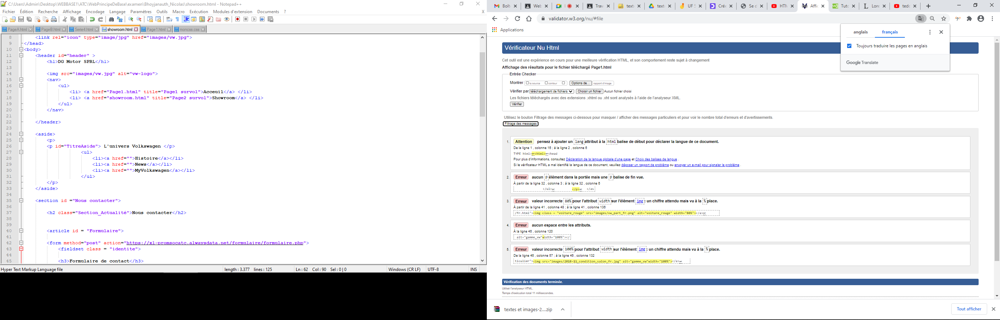 C:\Users\Admin\Desktop\WEBBASE1\ATC\WebPrincipeDeBase\examen\Bhoyjanauth_Nicolas\showroom.html - Notepad++
Fichier Édition Recherche Affichage Encodage Langage Paramètres Outils Macro Exécution Modules d'extension Documents ? X
PageA.html PageB.html Serie4.html showroom.html Page1.html moncss.css
8 <link rel="icon" type="image/jpg" href="images/vw.jpg">
9 </head>
10 <body>
11 <header id="header" >
12 <h1>DG Motor SPRL</h1>
13
14 <img src="images/vw.jpg" alt="vw-logo">
15 <nav>
16 <ul>
17 <li> <a href="Page1.html" title="Page1 survol">Acceuil</a> </li>
18 <li> <a href="showroom.html" title="Page2 survol">Showroom</a> </li>
19 </ul>
20 </nav>
21
22 </header>
23
24 <aside>
25 <p>
26 <p id="TitreAside"> L'univers Volkswagen </p>
27 <ul>
28 <li><a href="">Histoire</a></li>
29 <li><a href="">News</a></li>
30 <li><a href="">MyVolkswagen</a></li>
31 </ul>
32 </p>
33 </aside>
34
35 <section id ="Nous contacter">
36
37 <h2 class="Section_Actualité">Nous contacter</h2>
38
39
40 <article id = "Formulaire">
41
42 <form method="post" action="https://xl-promsocatc.alwaysdata.net/formulaire/formulaire.php">
43 <fieldset class = "identite">
44
45 <h3>Formulaire de contact</h3>
Hyper Text Markup Language file length : 3.377 lines : 125 Ln : 62 Col : 90 Sel : 0 | 0 Windows (CR LF) UTF-8 INS
Boît Web Trav text text UF 5 Crée Se d HTM Affic Tuto Lore tedc
validator.w3.org/nu/#file
Applications
anglais français
Toujours traduire les pages en anglais
Google Translate
Vérificateur Nu Html
Cet outil est une expérience en cours pour une meilleure vérification HTML, et son comportement reste sujet à changement
Affichage des résultats pour le fichier téléchargé Page1.html
Entrée Checker
Montrer la source contour Options de... rapport d'image
Vérifier par téléchargement de fichiers Choisir un fichier Aucun fichier choisi
Les fichiers téléchargés avec des extensions .xhtml ou .xht sont analysés à l'aide de l'analyseur XML.
Vérifier
Utilisez le bouton Filtrage des messages ci-dessous pour masquer / afficher des messages particuliers et pour voir le nombre total d'erreurs et d'avertissements.
Filtrage des messages
1. Attention pensez à ajouter un lang attribut à la html balise de début pour déclarer la langue de ce document.
De la ligne 1 , colonne 16 ; à la ligne 2 , colonne 6
TYPE html>↩<html>↩<head
Pour plus d'informations, consultez Déclaration de la langue globale d'une page et Choix des balises de langue .
Si le vérificateur HTML a mal identifié la langue de ce document, veuillez déposer un rapport de problème ou envoyer un e-mail pour signaler le problème .
2. Erreur aucun p élément dans la portée mais une p balise de fin vue.
À partir de la ligne 32 , colonne 3 ; à la ligne 32 , colonne 6
</ul>↩ </p>↩ </as
3. Erreur valeur incorrecte 80% pour l'attribut width sur l'élément img : un chiffre attendu mais vu à la % place.
À partir de la ligne 41 , colonne 48 ; à la ligne 41 , colonne 136
/fr.html"><img class = "voiture_rouge" src="images/vw_part_fr.png" alt="voiture_rouge" width="80%"></a>↩
4. Erreur aucun espace entre les attributs.
À la ligne 46 , colonne 120
alt="gamme_vw"width="100%"></
5. Erreur valeur incorrecte 100% pour l'attribut width sur l'élément img : un chiffre attendu mais vu à la % place.
De la ligne 46 , colonne 57 ; à la ligne 46 , colonne 132
ticulier"><img src="images/2018-11_condition_salon_fr.jpg" alt="gamme_vw"width="100%"></a>↩
Vérification des documents terminée.
Utilisé l'analyseur HTML.
Temps d'exécution total 11 millisecondes.
textes et images-2....zip
Tout afficher